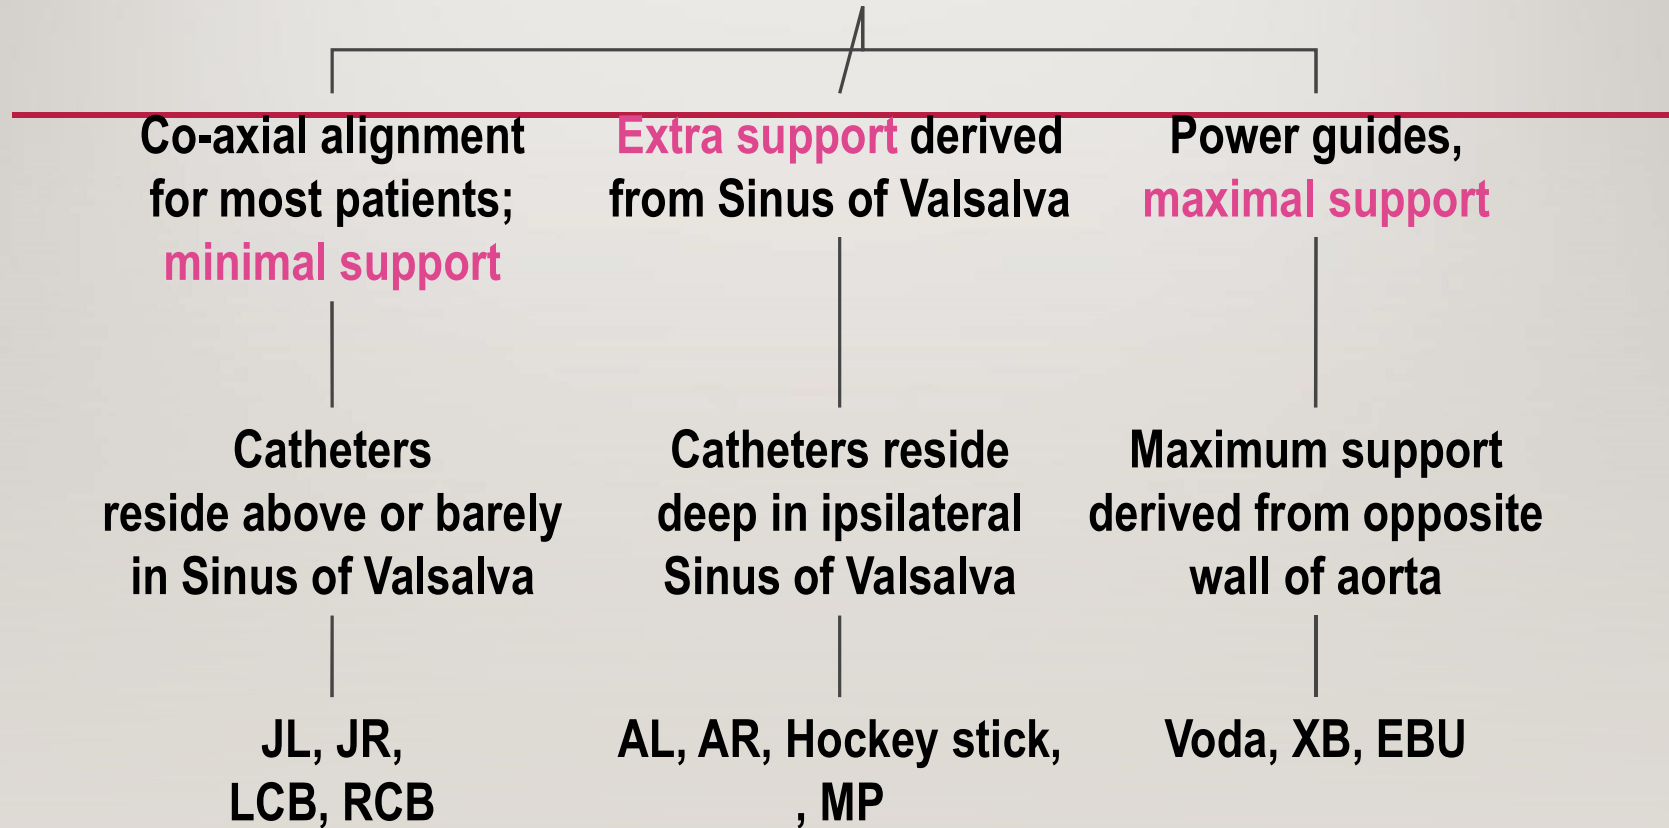 Co-axial alignment
for most patients;
minimal support
Extra support derived
from Sinus of Valsalva
Power guides,
maximal support
Catheters
reside above or barely
in Sinus of Valsalva
Catheters reside
deep in ipsilateral
Sinus of Valsalva
Maximum support
derived from opposite
wall of aorta
JL, JR,
LCB, RCB
AL, AR, Hockey stick,
, MP
Voda, XB, EBU